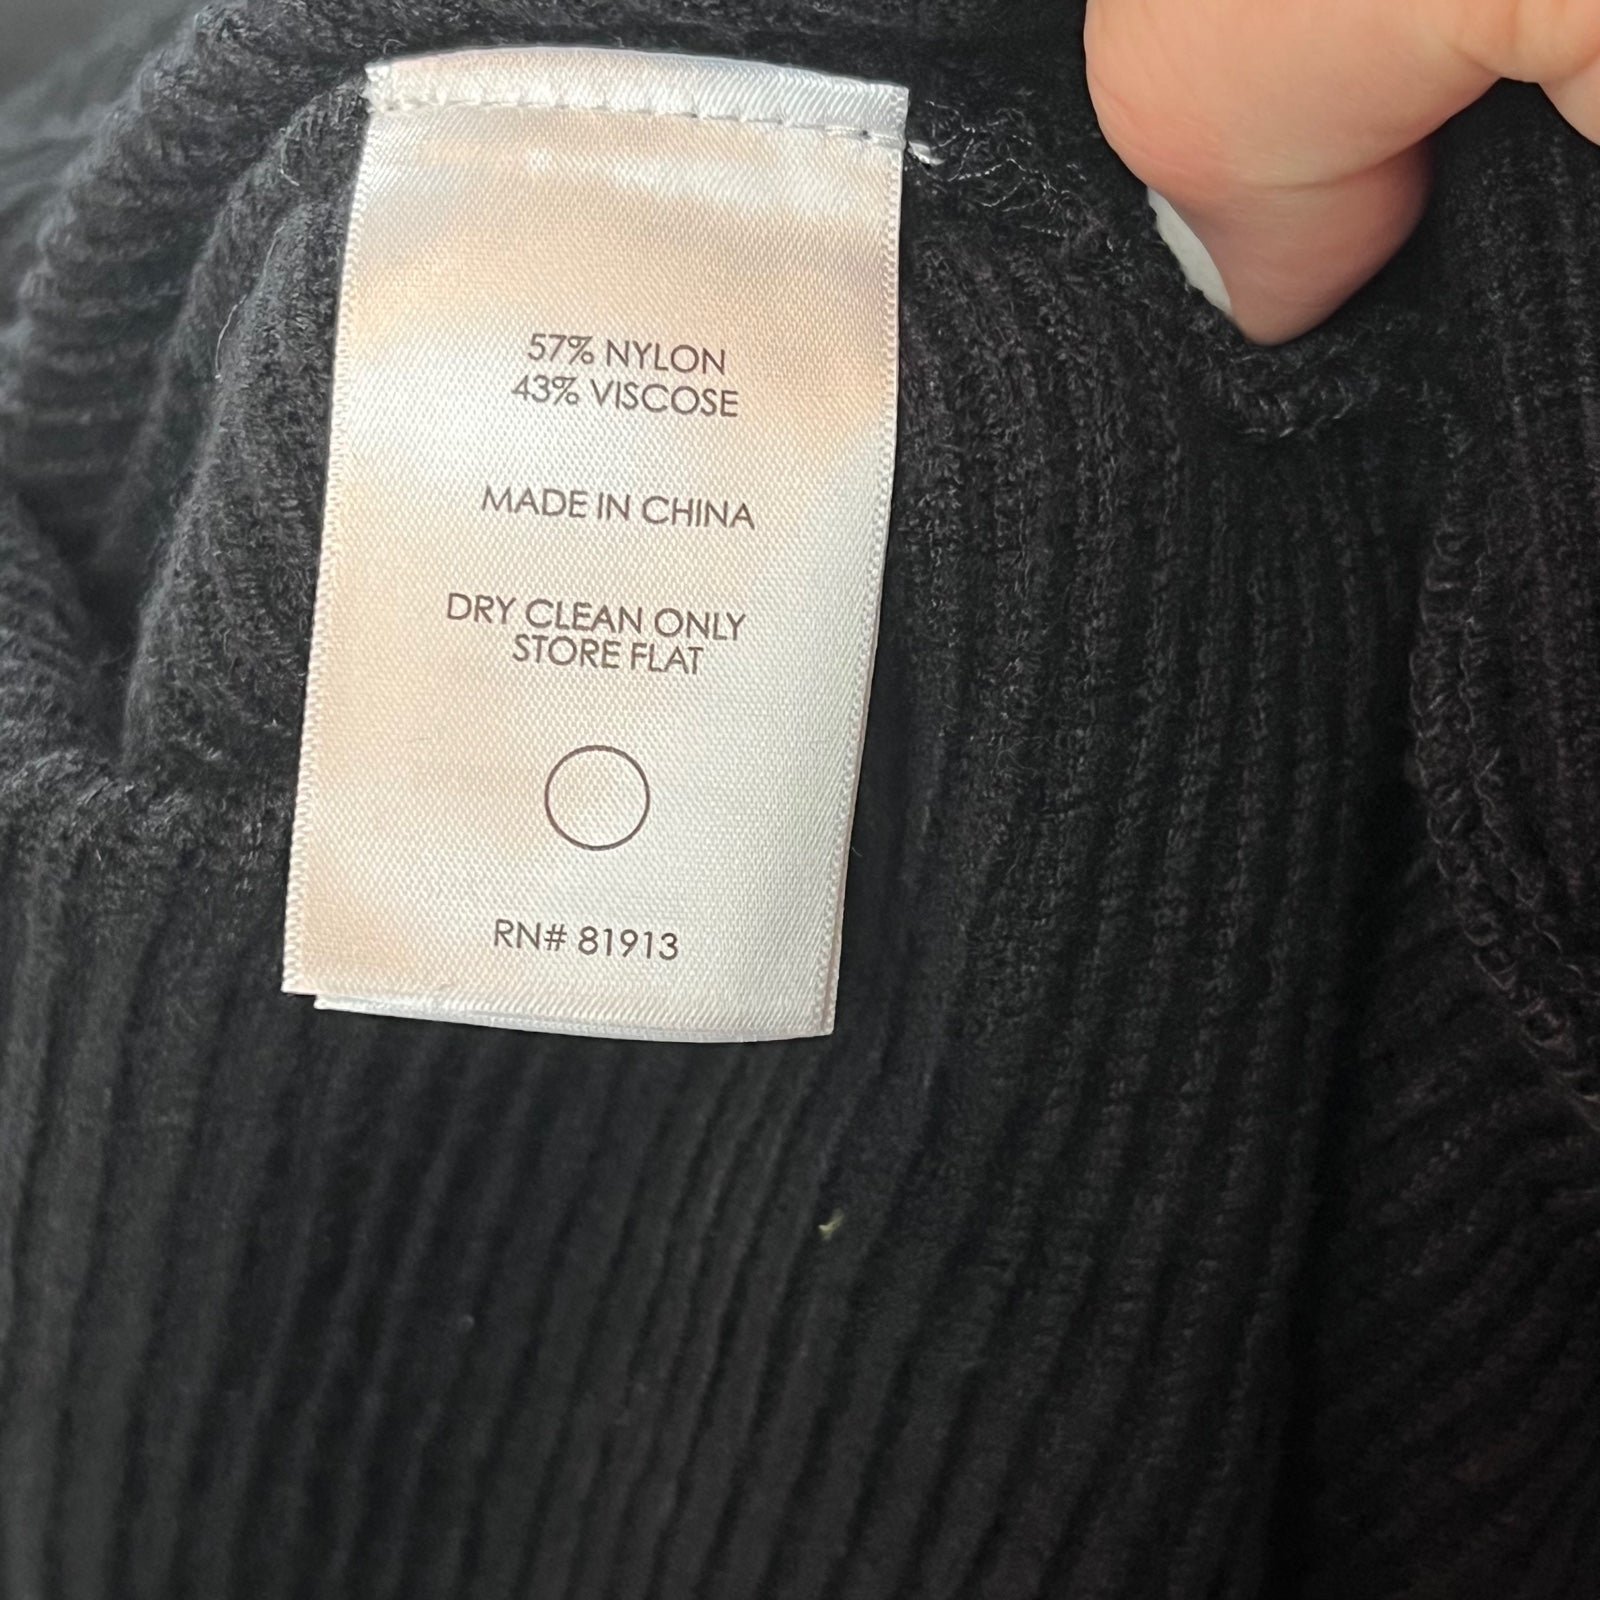 57% NYLON
43% VISCOSE
MADE IN CHINA
DRY CLEAN ONLY
STORE FLAT
RN# 81913